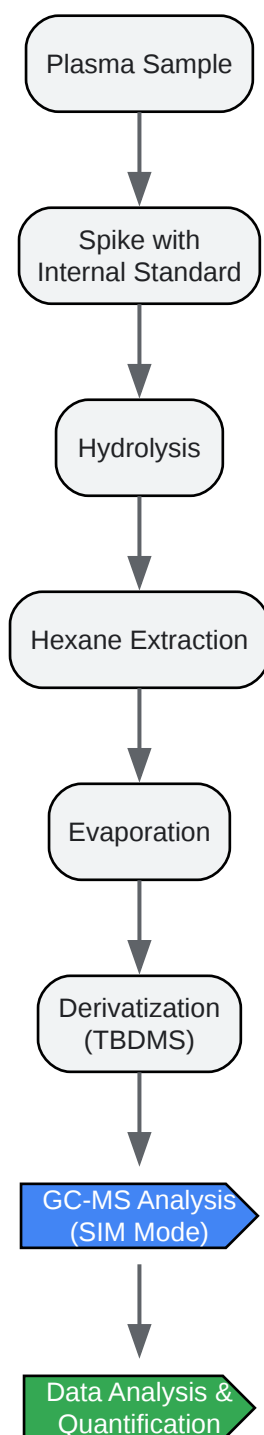 Plasma Sample
Spike with
Internal Standard
Hydrolysis
Hexane Extraction
Evaporation
Derivatization
(TBDMS)
GC-MS Analysis
(SIM Mode)
Data Analysis &
Quantification